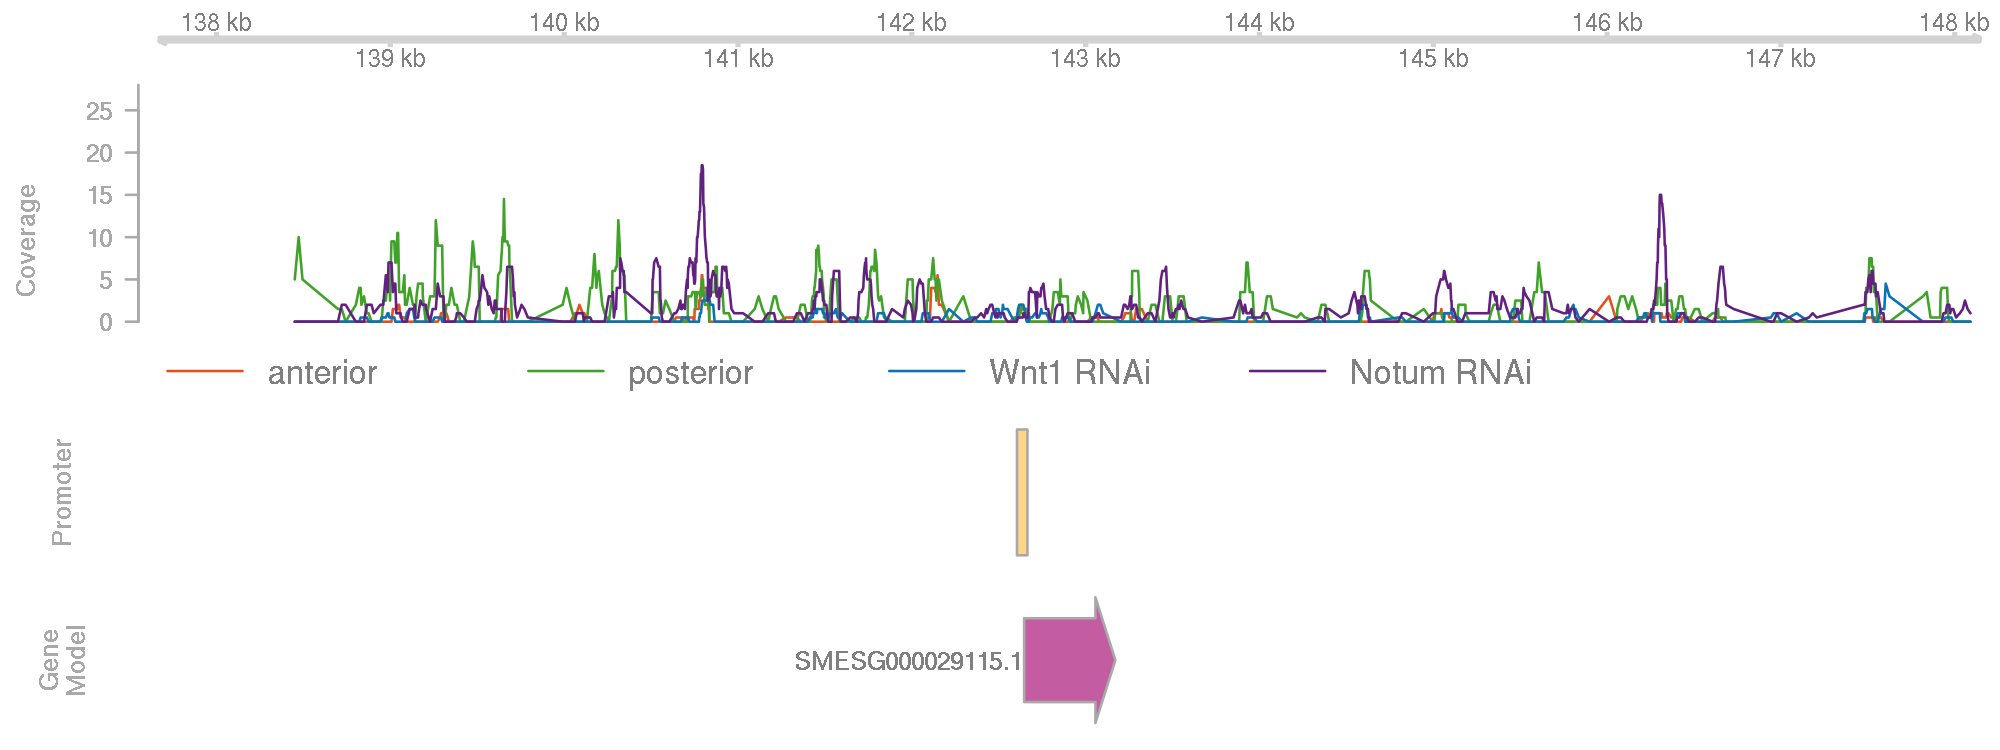 138 kb 140 kb 142 kb 144 kb 146 kb 148 kb
139 kb 141 kb 143 kb 145 kb 147 kb
25
20
15
10
5
0
Coverage
anterior posterior Wnt1 RNAi Notum RNAi
Promoter
Gene
Model
SMESG000029115.1